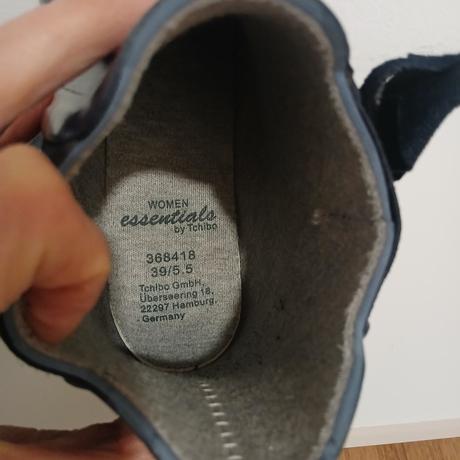 WOMEN
essentials
by Tchibo
368418
39/5.5
Tchibo GmbH,
Überseering 18,
22297 Hamburg,
Germany